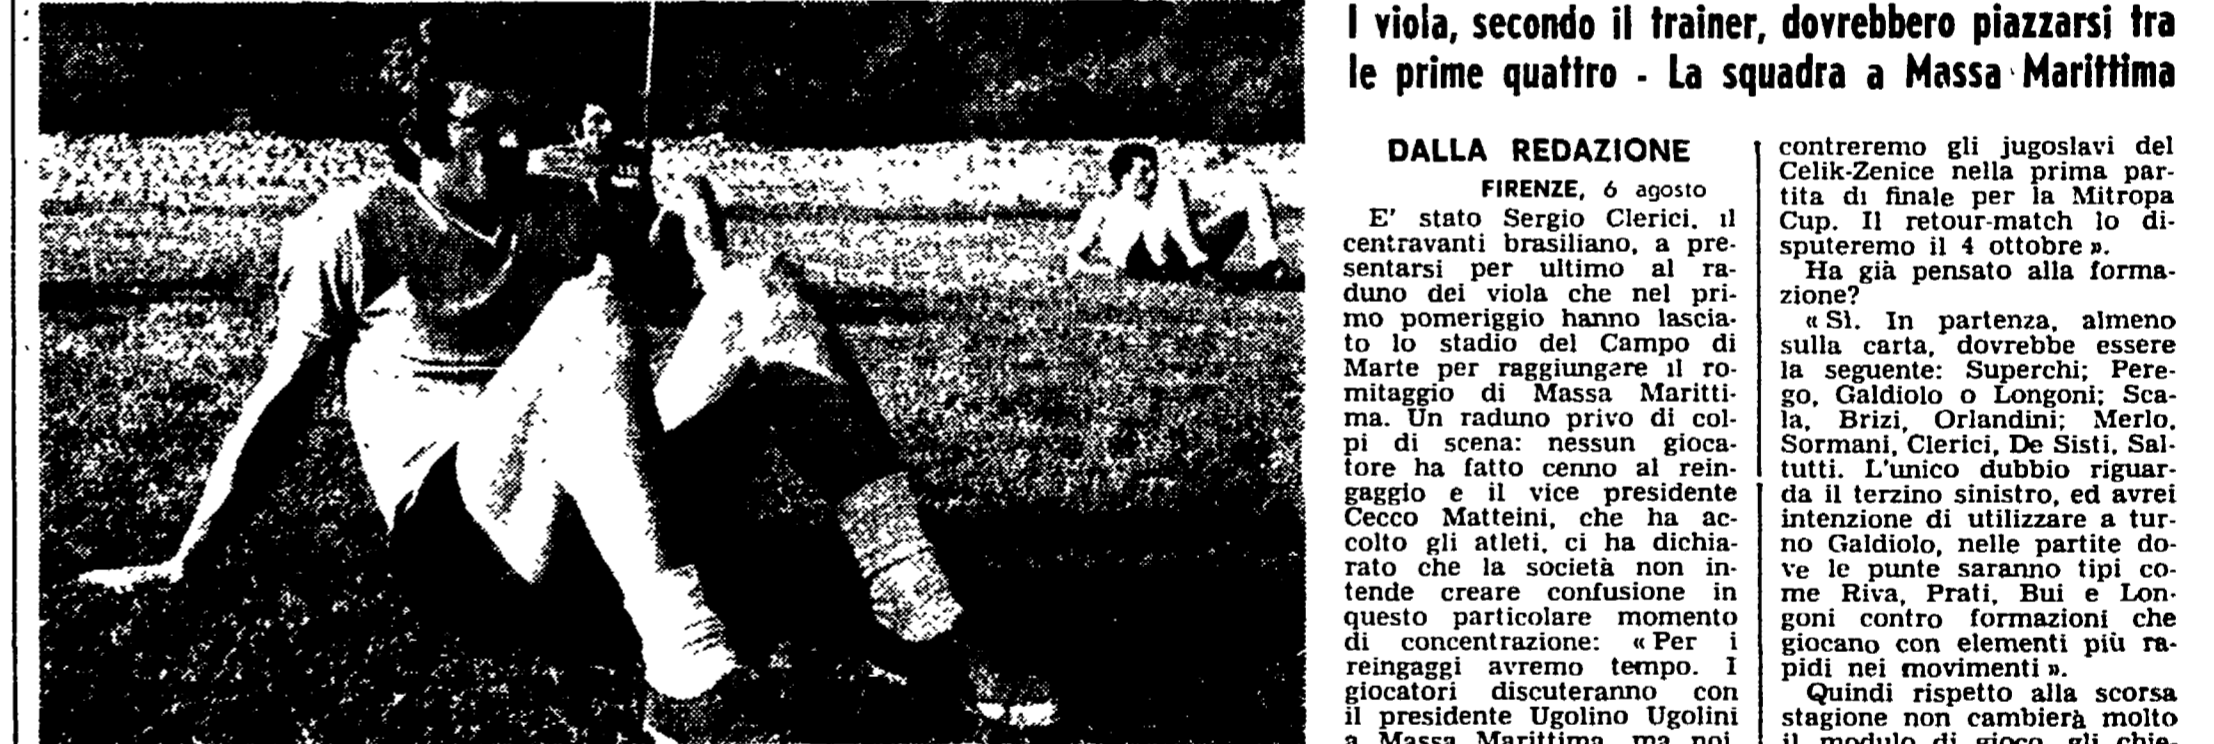 I viola, secondo il trainer, dovrebbero piazzarsi tra
le prime quattro - La squadra a Massa Marittima
DALLA REDAZIONE
FIRENZE, 6 agosto
E' stato Sergio Clerici, il
centravanti brasiliano, a pre-
sentarsi per ultimo al ra-
duno dei viola che nel pri-
mo pomeriggio hanno lascia-
to lo stadio del Campo di
Marte per raggiungere il ro-
mitaggio di Massa Maritti-
ma. Un raduno privo di col-
pi di scena: nessun gioca-
tore ha fatto cenno al rein-
gaggio e il vice presidente
Cecco Matteini, che ha ac-
colto gli atleti, ci ha dichia-
rato che la società non in-
tende creare confusione in
questo particolare momento
di concentrazione: « Per i
reingaggi avremo tempo. I
giocatori discuteranno con
il presidente Ugolino Ugolini
a Massa Marittima, ma noi,
contreremo gli jugoslavi del
Celik-Zenice nella prima par-
tita di finale per la Mitropa
Cup. Il retour-match lo di-
sputeremo il 4 ottobre ».
Ha già pensato alla forma-
zione?
« Sì. In partenza, almeno
sulla carta, dovrebbe essere
la seguente: Superchi; Pere-
go, Galdiolo o Longoni; Sca-
la, Brizi, Orlandini; Merlo,
Sormani, Clerici, De Sisti, Sal-
tutti. L'unico dubbio riguar-
da il terzino sinistro, ed avrei
intenzione di utilizzare a tur-
no Galdiolo, nelle partite do-
ve le punte saranno tipi co-
me Riva, Prati, Bui e Lon-
goni contro formazioni che
giocano con elementi più ra-
pidi nei movimenti ».
Quindi rispetto alla scorsa
stagione non cambierà molto
il modulo di gioco, gli chie-